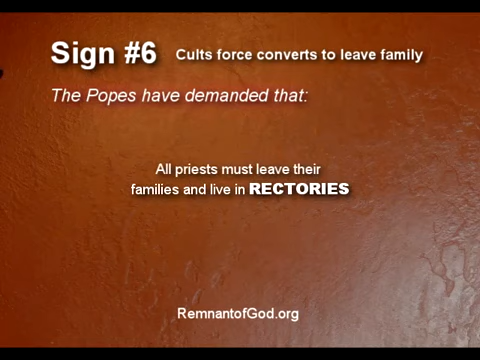 Sign #6 Cults force converts to leave family
The Popes have demanded that:
All priests must leave their
families and live in RECTORIES
RemnantofGod.org